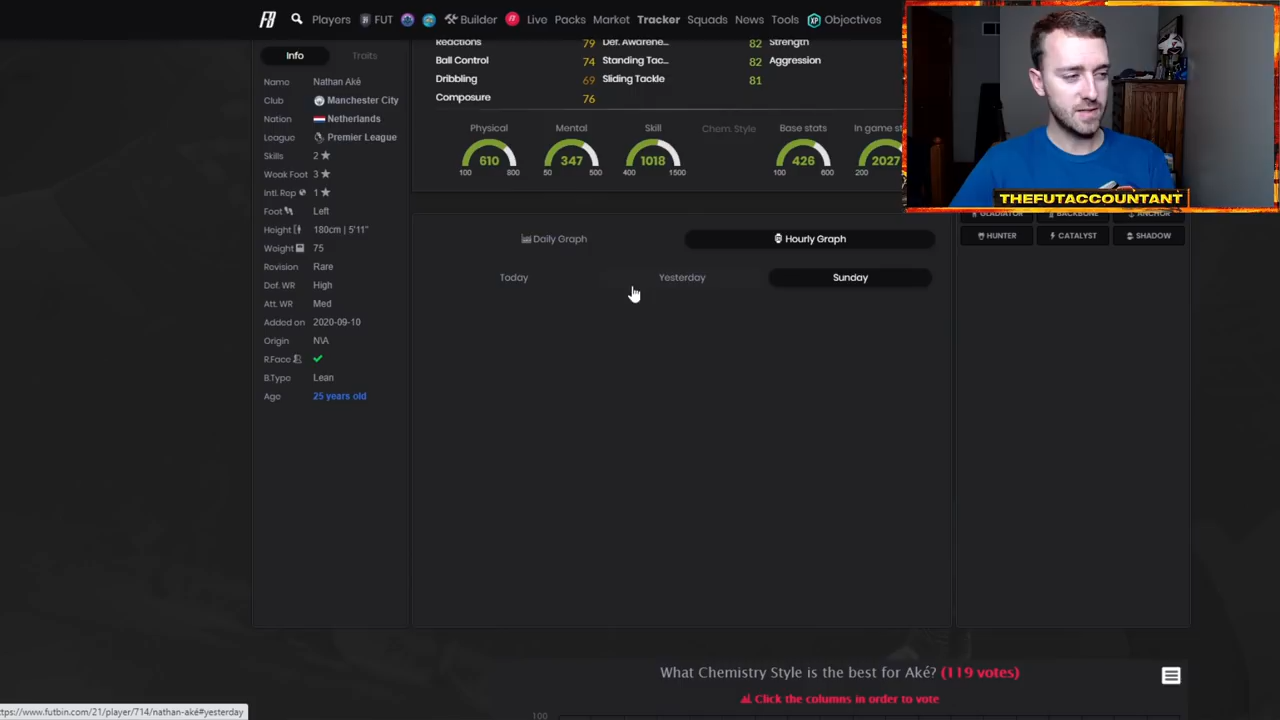 Players FUT Builder Live Packs Market Tracker Squads News Tools XP Objectives
THEFUTACCOUNTANT
Info Traits
Name Nathan Aké
Club Manchester City
Nation Netherlands
League Premier League
Skills 2
Weak Foot 3
Intl. Rep 1
Foot Left
Height 180cm | 5'11"
Weight 75
Revision Rare
Def. WR High
Att. WR Med
Added on 2020-09-10
Origin N\A
R.Face
B.Type Lean
Age 25 years old
Reactions 79 Def. Awarene... 82 Strength
Ball Control 74 Standing Tac... 82 Aggression
Dribbling 69 Sliding Tackle 81
Composure 76
Physical Mental Skill Chem. Style Base stats In game st
610 347 1018 426 2027
100 800 50 500 400 1500 100 600 200
GLADIATOR BACKBONE ANCHOR
HUNTER CATALYST SHADOW
Daily Graph Hourly Graph
Today Yesterday Sunday
What Chemistry Style is the best for Aké? (119 votes)
Click the columns in order to vote
100
ttps://www.futbin.com/21/player/714/nathan-aké#yesterday